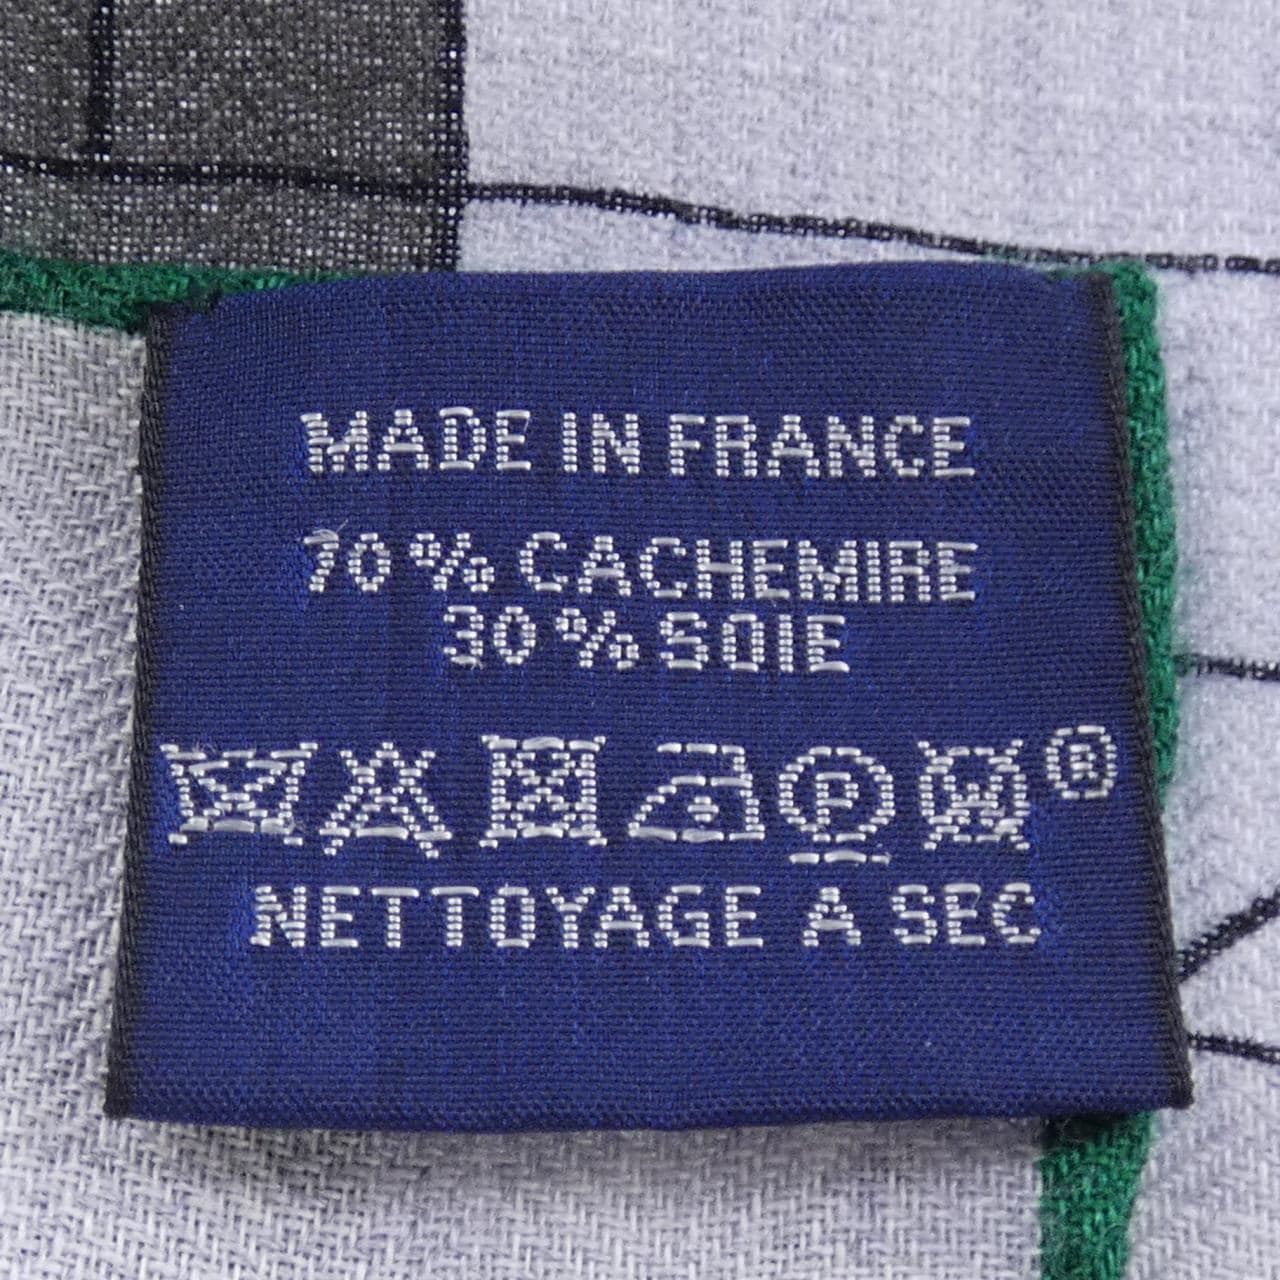 MADE IN FRANCE
70% CACHEMIRE
30% SOIE
P W ®
NETTOYAGE A SEC